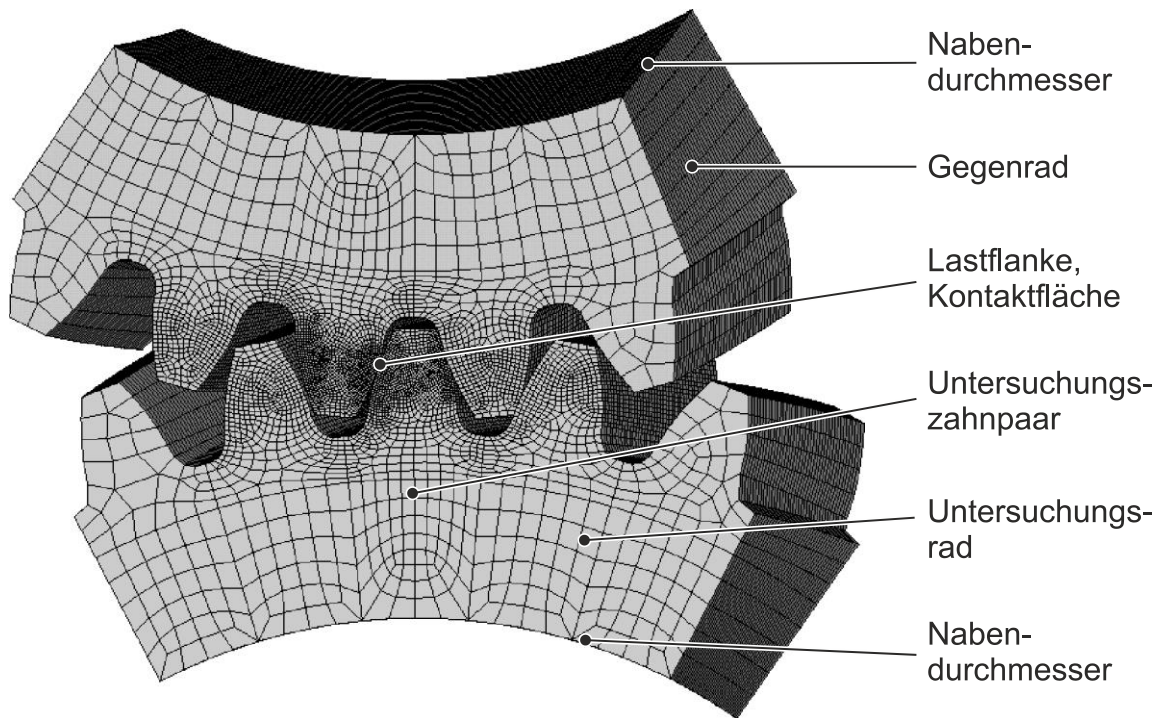 Naben-
durchmesser
Gegenrad
Lastflanke,
Kontaktfläche
Untersuchungs-
zahnpaar
Untersuchungs-
rad
Naben-
durchmesser